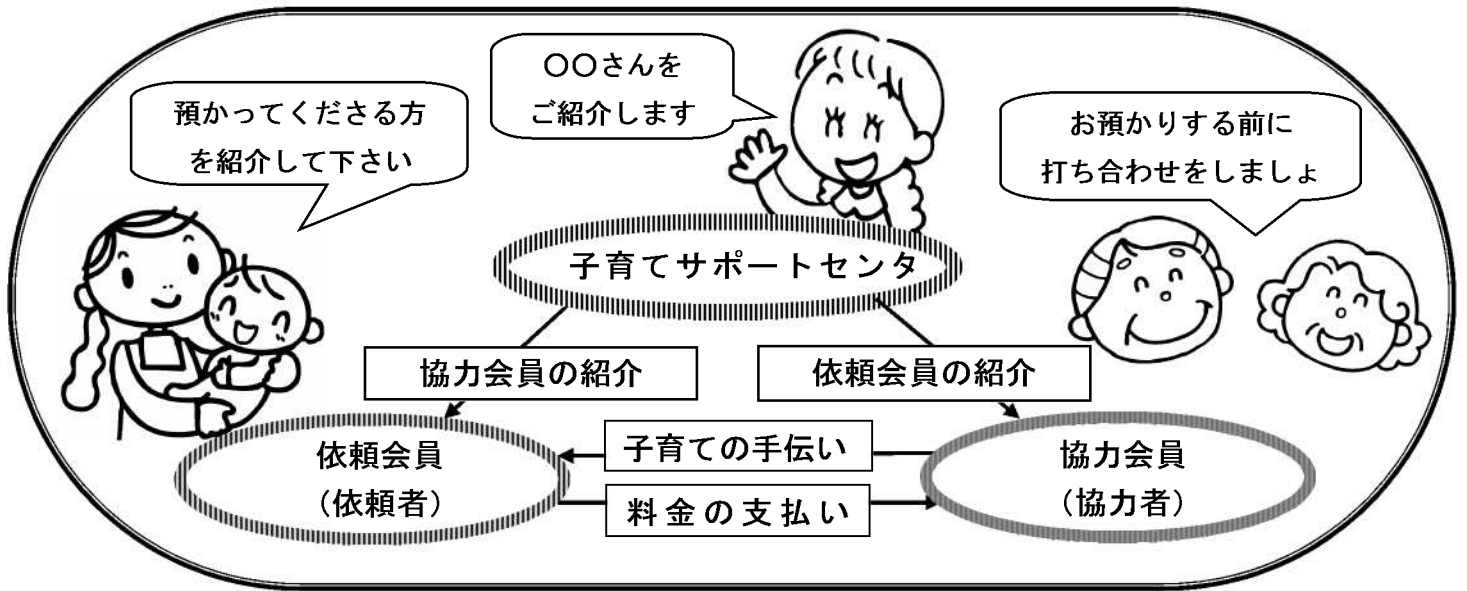 預かってくださる方
を紹介して下さい
〇〇さんを
ご紹介します
お預かりする前に
打ち合わせをしましょ
子育てサポートセンタ
協力会員の紹介
依頼会員の紹介
依頼会員
（依頼者）
子育ての手伝い
料金の支払い
協力会員
（協力者）